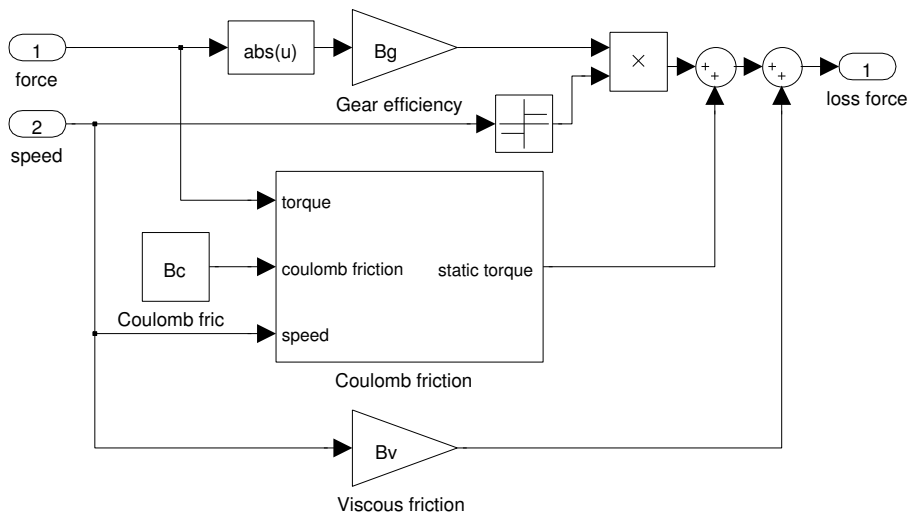 1
force
abs(u)
Bg
Gear efficiency
×
+
+
+
+
1
loss force
2
speed
torque
coulomb friction
speed
static torque
Bc
Coulomb fric
Coulomb friction
Bv
Viscous friction